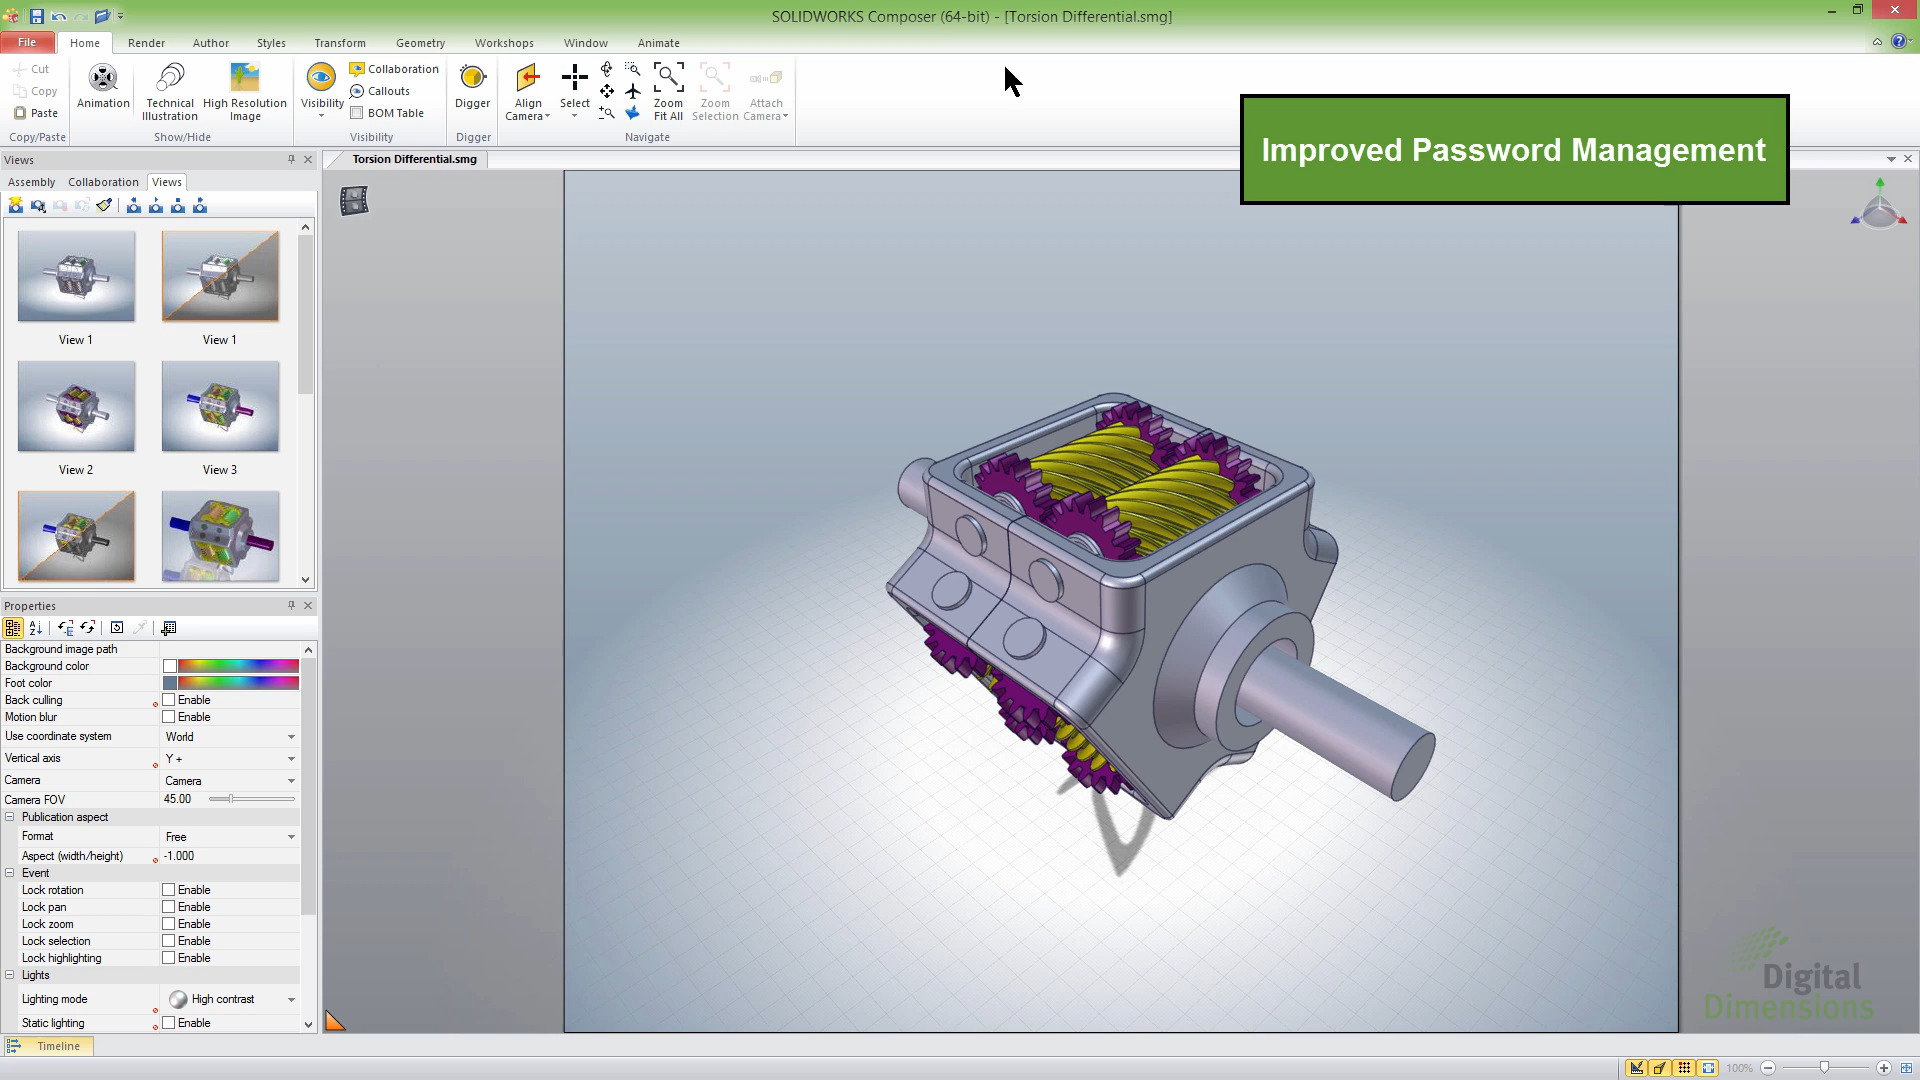 SOLIDWORKS Composer (64-bit) - [Torsion Differential.smg]
File Home Render Author Styles Transform Geometry Workshops Window Animate
Cut
Copy
Paste
Copy/Paste
Animation
Technical Illustration
High Resolution Image
Show/Hide
Visibility
Collaboration
Callouts
BOM Table
Visibility
Digger
Digger
Align Camera
Select
Zoom Fit All
Zoom Selection
Attach Camera
Navigate
Improved Password Management
Views
Torsion Differential.smg
Assembly Collaboration Views
View 1
View 1
View 2
View 3
Properties
Background image path
Background color
Foot color
Back culling Enable
Motion blur Enable
Use coordinate system World
Vertical axis Y +
Camera Camera
Camera FOV 45.00
Publication aspect
Format Free
Aspect (width/height) -1.000
Event
Lock rotation Enable
Lock pan Enable
Lock zoom Enable
Lock selection Enable
Lock highlighting Enable
Lights
Lighting mode High contrast
Static lighting Enable
Timeline
Digital
Dimensions
100%